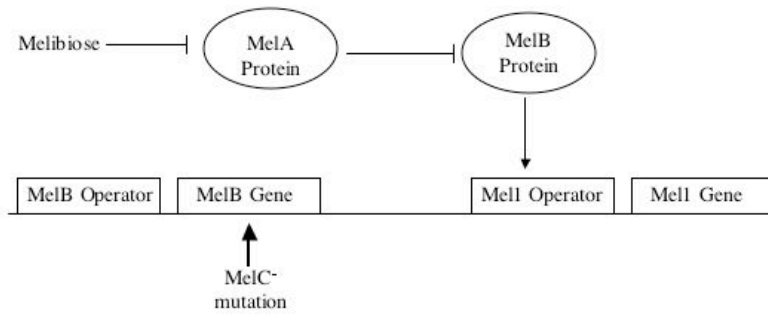 Melibiose
MelA
Protein
MelB
Protein
MelB Operator
MelB Gene
Mel1 Operator
Mel1 Gene
MelC-
mutation